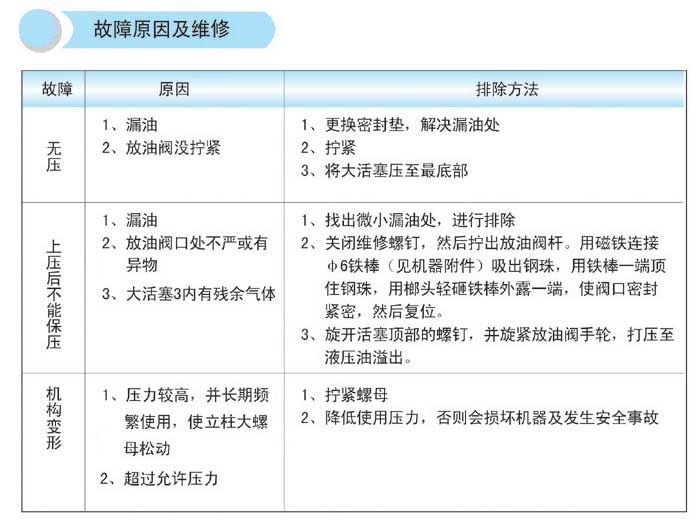 故障原因及维修
故障
原因
排除方法
无压
1、漏油
2、放油阀没拧紧
1、更换密封垫，解决漏油处
2、拧紧
3、将大活塞压至最底部
上压后不能保压
1、漏油
2、放油阀口处不严或有
异物
3、大活塞3内有残余气体
1、找出微小漏油处，进行排除
2、关闭维修螺钉，然后拧出放油阀杆。用磁铁连接
φ6铁棒（见机器附件）吸出钢珠，用铁棒一端顶
住钢珠，用榔头轻砸铁棒外露一端，使阀口密封
紧密，然后复位。
3、旋开活塞顶部的螺钉，并旋紧放油阀手轮，打压至
液压油溢出。
机构变形
1、压力较高，并长期频
繁使用，使立柱大螺
母松动
2、超过允许压力
1、拧紧螺母
2、降低使用压力，否则会损坏机器及发生安全事故